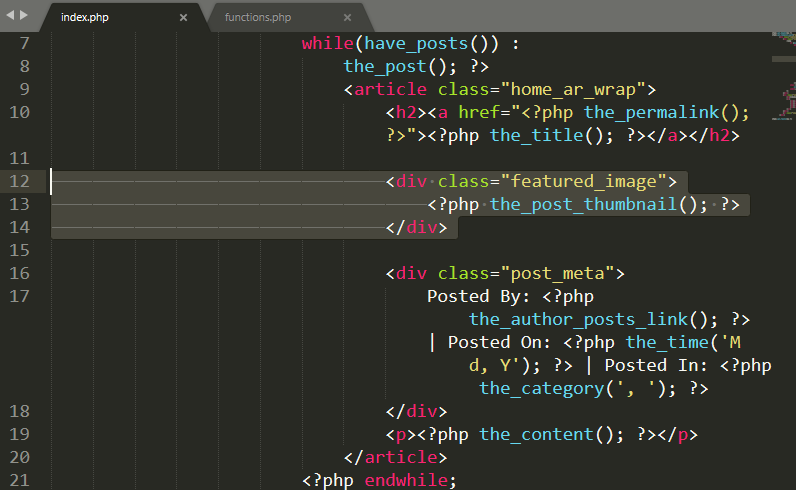 index.php × functions.php ×
7 while(have_posts()) :
8 the_post(); ?>
9 <article class="home_ar_wrap">
10 <h2><a href="<?php the_permalink();
?>"><?php the_title(); ?></a></h2>
11
12 <div class="featured_image">
13 <?php the_post_thumbnail(); ?>
14 </div>
15
16 <div class="post_meta">
17 Posted By: <?php
the_author_posts_link(); ?>
| Posted On: <?php the_time('M
d, Y'); ?> | Posted In: <?php
the_category(', '); ?>
18 </div>
19 <p><?php the_content(); ?></p>
20 </article>
21 <?php endwhile;